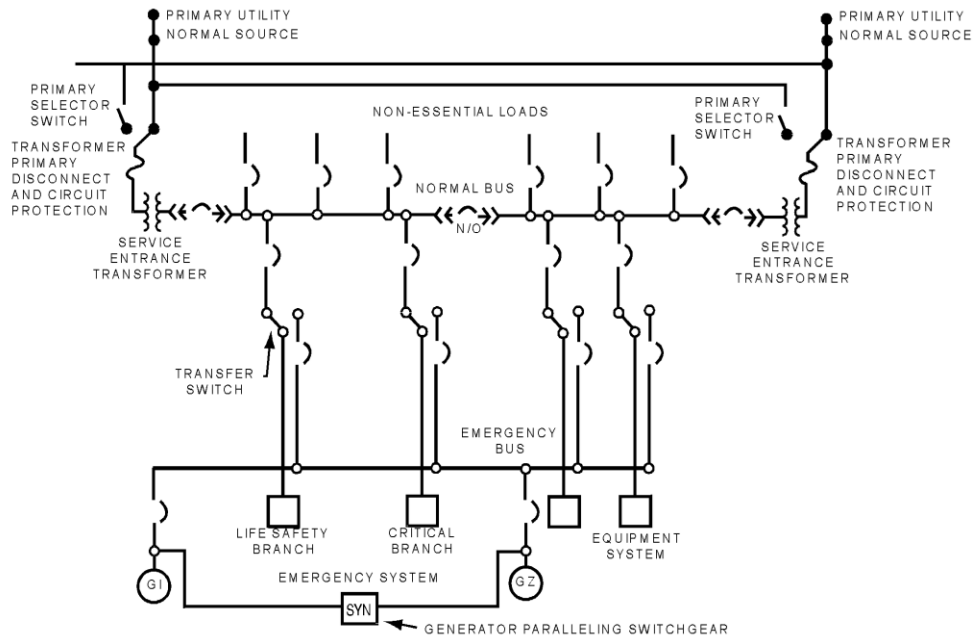 PRIMARY UTILITY
NORMAL SOURCE
PRIMARY UTILITY
NORMAL SOURCE
PRIMARY
SELECTOR
SWITCH
NON-ESSENTIAL LOADS
PRIMARY
SELECTOR
SWITCH
TRANSFORMER
PRIMARY
DISCONNECT
AND CIRCUIT
PROTECTION
TRANSFORMER
PRIMARY
DISCONNECT
AND CIRCUIT
PROTECTION
NORMAL BUS
N/O
SERVICE
ENTRANCE
TRANSFORMER
SERVICE
ENTRANCE
TRANSFORMER
TRANSFER
SWITCH
EMERGENCY
BUS
LIFE SAFETY
BRANCH
CRITICAL
BRANCH
EQUIPMENT
SYSTEM
GI
EMERGENCY SYSTEM
GZ
SYN
GENERATOR PARALLELING SWITCHGEAR